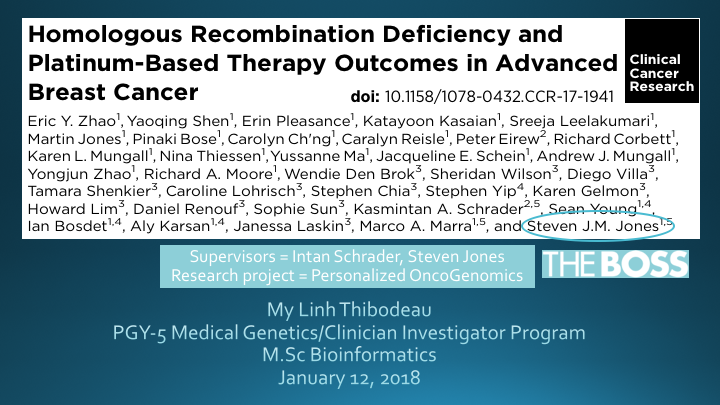 Homologous Recombination Deficiency and
Platinum-Based Therapy Outcomes in Advanced
Breast Cancer
doi: 10.1158/1078-0432.CCR-17-1941
Clinical
Cancer
Research
Eric Y. Zhao¹, Yaoqing Shen¹, Erin Pleasance¹, Katayoon Kasaian¹, Sreeja Leelakumari¹,
Martin Jones¹, Pinaki Bose¹, Carolyn Ch'ng¹, Caralyn Reisle¹, Peter Eirew², Richard Corbett¹,
Karen L. Mungall¹, Nina Thiessen¹, Yussanne Ma¹, Jacqueline E. Schein¹, Andrew J. Mungall¹,
Yongjun Zhao¹, Richard A. Moore¹, Wendie Den Brok³, Sheridan Wilson³, Diego Villa³,
Tamara Shenkier³, Caroline Lohrisch³, Stephen Chia³, Stephen Yip⁴, Karen Gelmon³,
Howard Lim³, Daniel Renouf³, Sophie Sun³, Kasmintan A. Schrader²,⁵, Sean Young¹,⁴,
Ian Bosdet¹,⁴, Aly Karsan¹,⁴, Janessa Laskin³, Marco A. Marra¹,⁵, and Steven J.M. Jones¹,⁵
Supervisors = Intan Schrader, Steven Jones
Research project = Personalized OncoGenomics
THE BOSS
My Linh Thibodeau
PGY-5 Medical Genetics/Clinician Investigator Program
M.Sc Bioinformatics
January 12, 2018